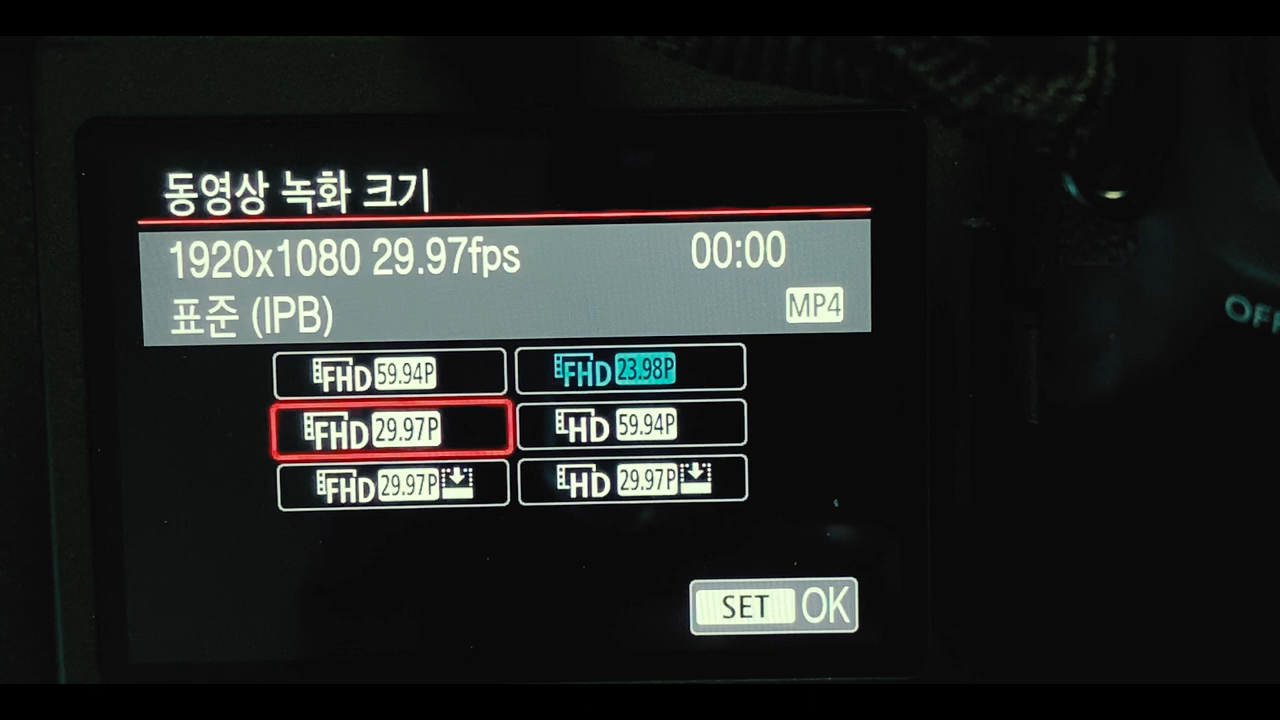 동영상 녹화 크기
1920x1080 29.97fps 00:00
표준 (IPB) MP4
FHD 59.94P FHD 23.98P
FHD 29.97P HD 59.94P
FHD 29.97P HD 29.97P
SET OK